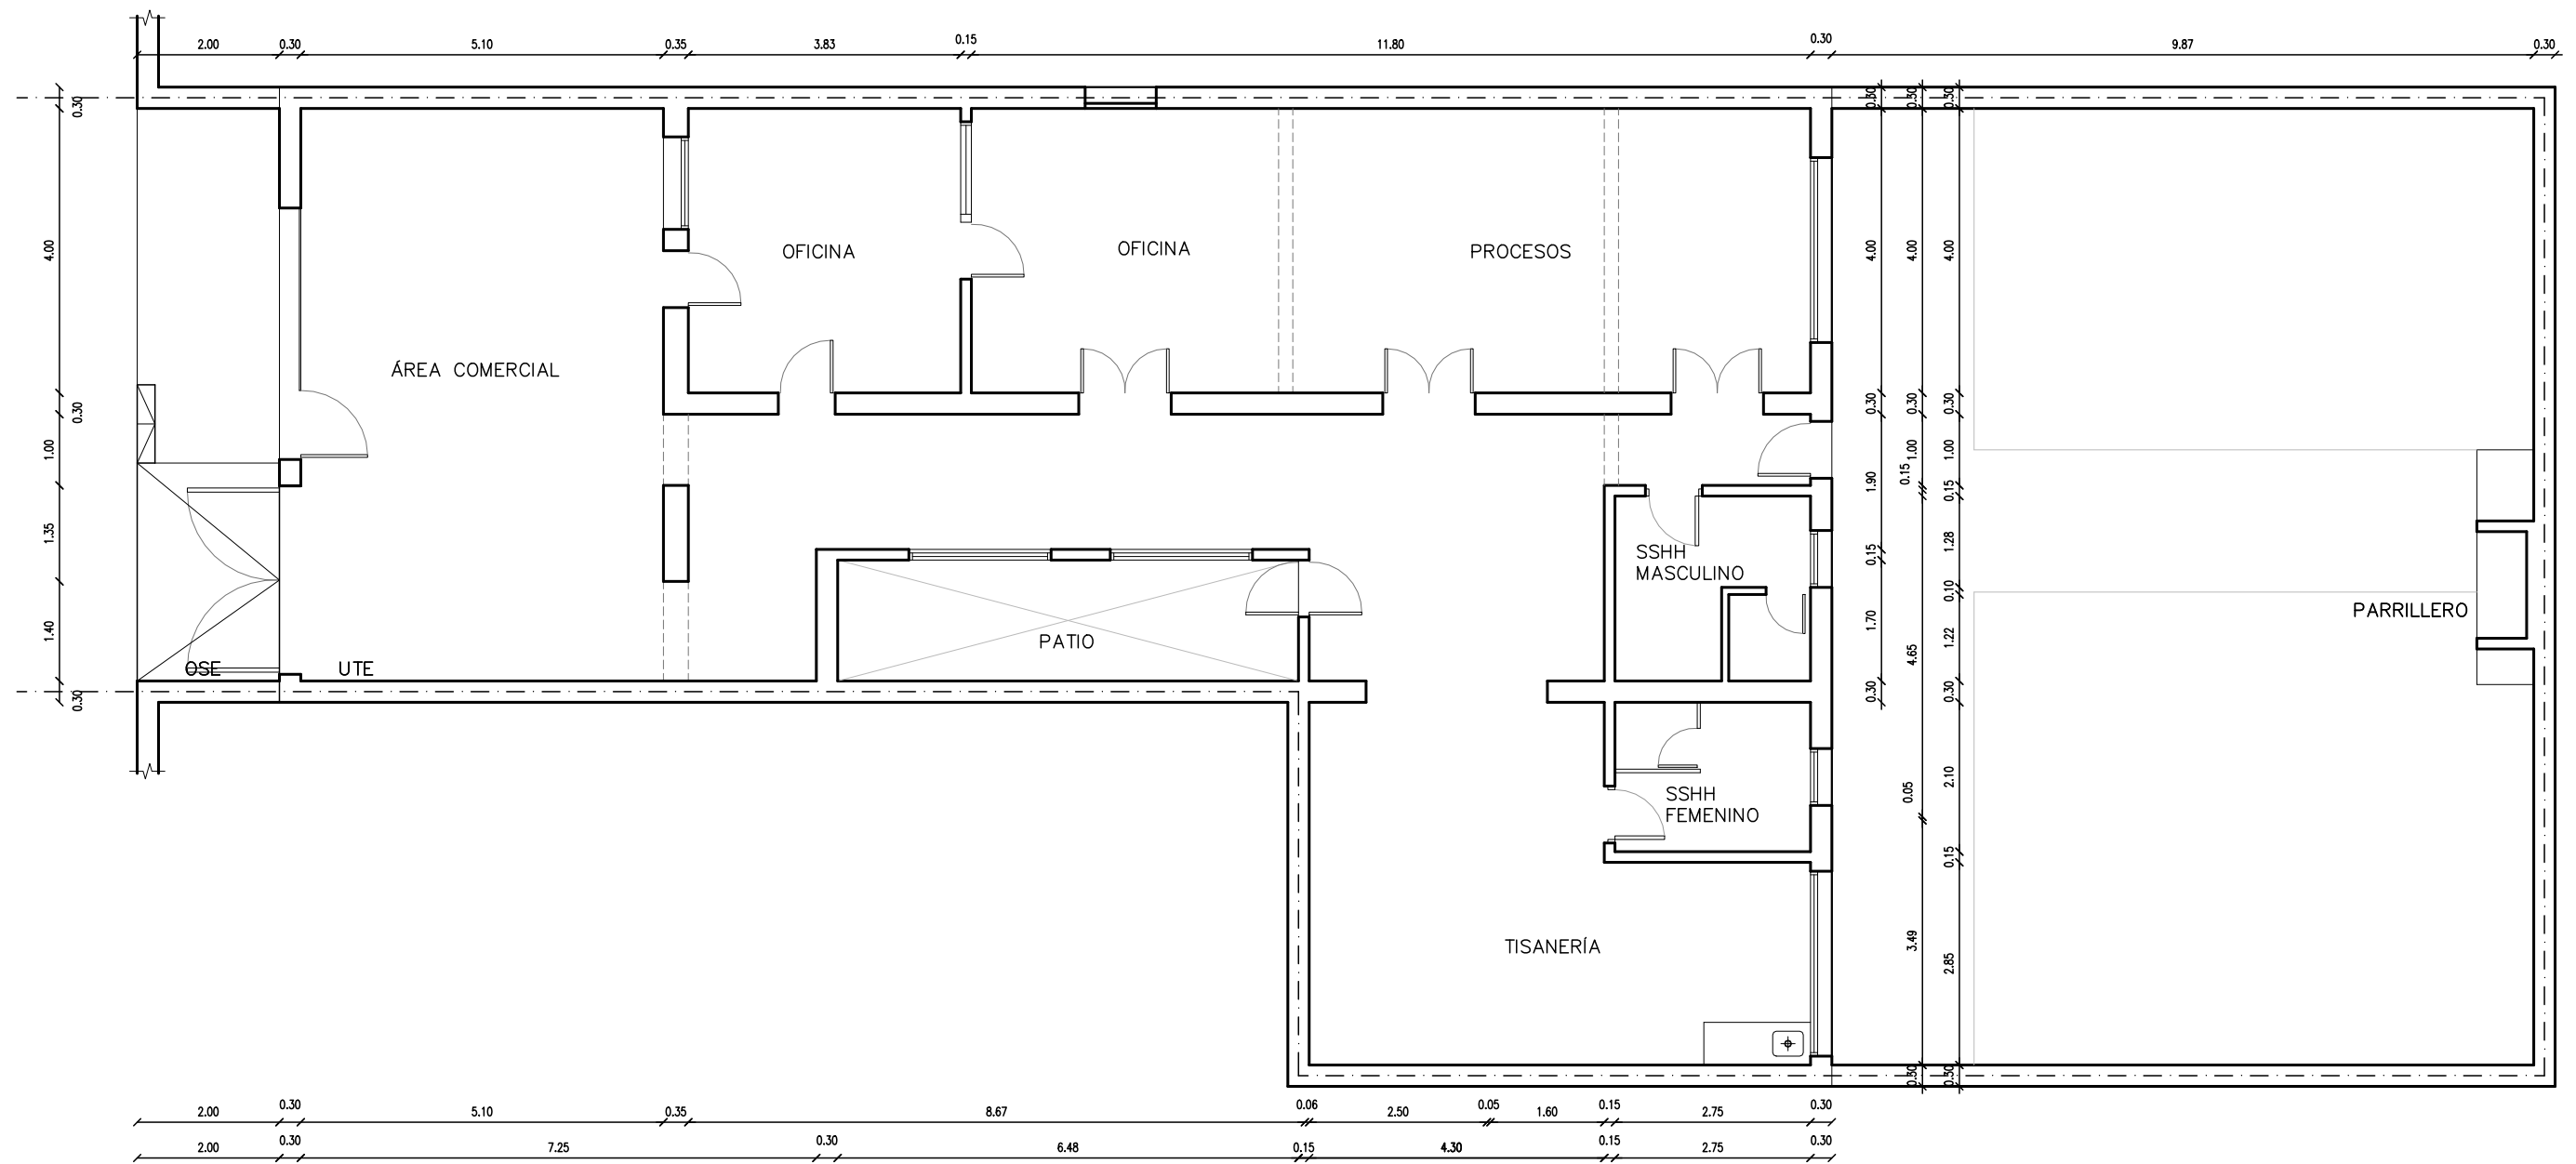 2.00 0.30 5.10 0.35 3.83 0.15 11.80 0.30 9.87 0.30
0.30
4.00
0.30
1.00
1.35
1.40
0.30
OFICINA
OFICINA
PROCESOS
ÁREA COMERCIAL
SSHH
MASCULINO
PATIO
OSE
UTE
PARRILLERO
SSHH
FEMENINO
TISANERÍA
0.30
4.00
0.30
1.90
0.15
1.70
0.30
0.30
4.00
0.30
1.00
0.15
4.65
0.05
3.49
0.30
0.30
4.00
0.30
1.00
0.15
1.28
0.10
1.22
0.30
2.10
0.15
2.85
0.30
2.00 0.30 5.10 0.35 8.67 0.06 2.50 0.05 1.60 0.15 2.75 0.30
2.00 0.30 7.25 0.30 6.48 0.15 4.30 0.15 2.75 0.30